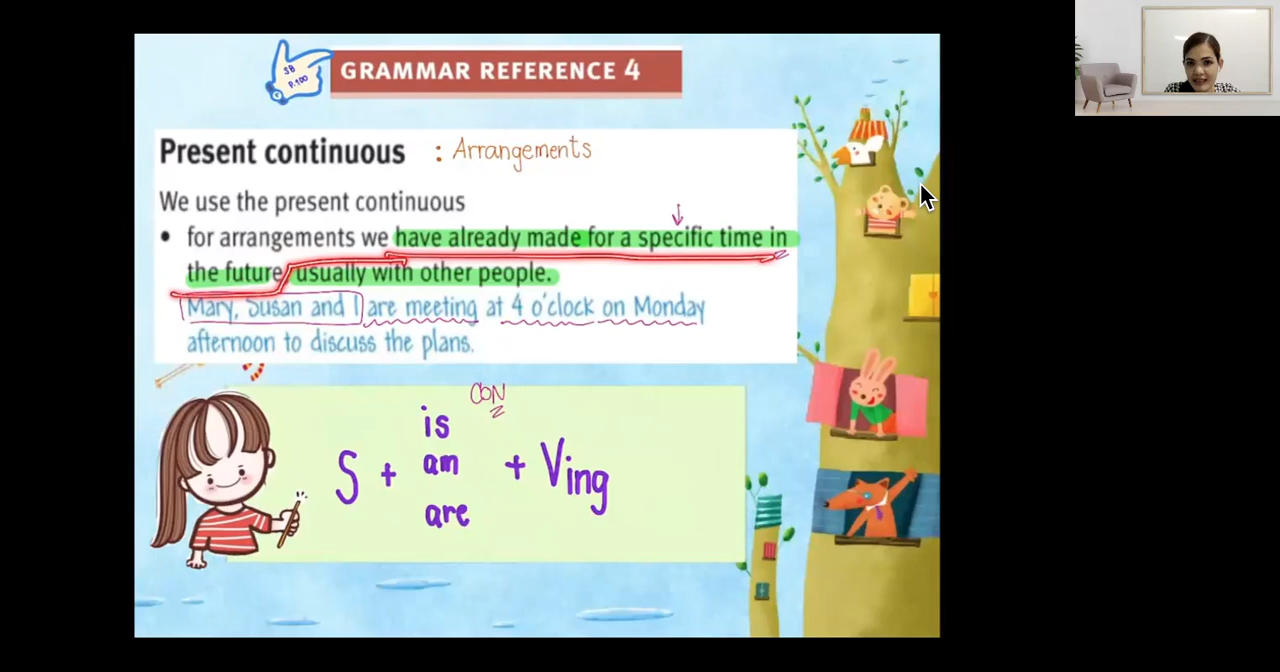 SB
P.100
GRAMMAR REFERENCE 4
Present continuous : Arrangements
We use the present continuous
• for arrangements we have already made for a specific time in
the future, usually with other people.
Mary, Susan and I are meeting at 4 o'clock on Monday
afternoon to discuss the plans.
CON
is
S + am + Ving
are